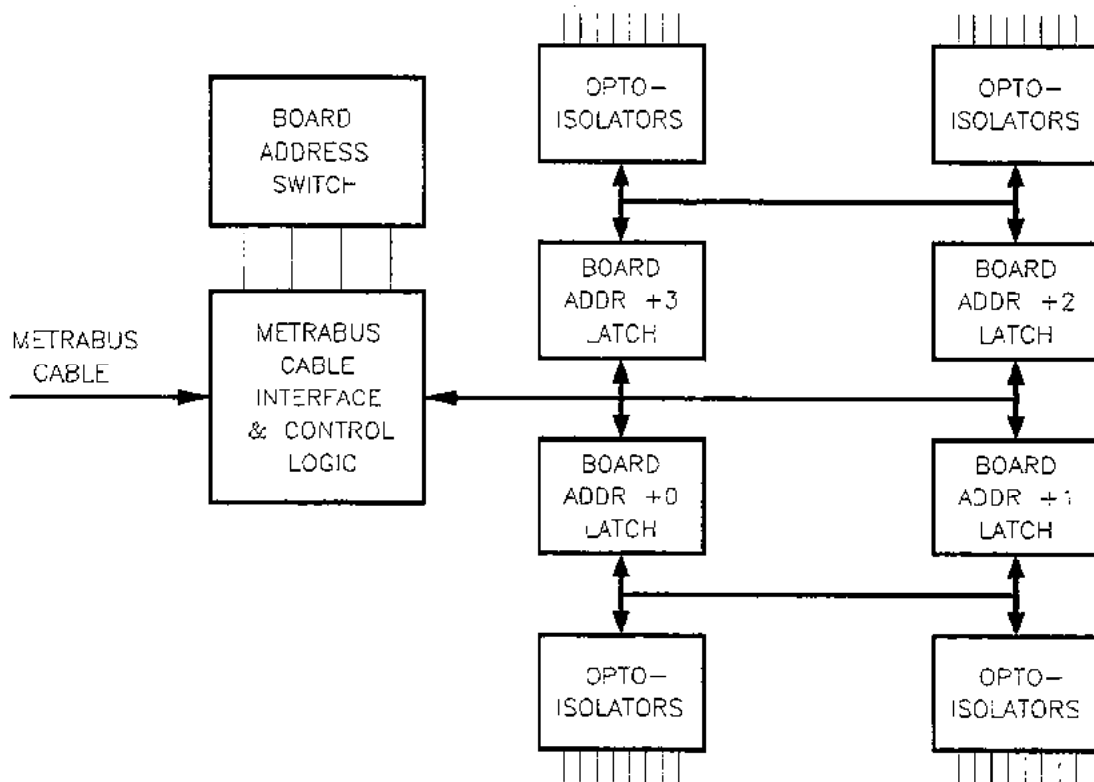 OPTO-
ISOLATORS
OPTO-
ISOLATORS
BOARD
ADDRESS
SWITCH
BOARD
ADDR +3
LATCH
BOARD
ADDR +2
LATCH
METRABUS
CABLE
METRABUS
CABLE
INTERFACE
& CONTROL
LOGIC
BOARD
ADDR +0
LATCH
BOARD
ADDR +1
LATCH
OPTO-
ISOLATORS
OPTO-
ISOLATORS